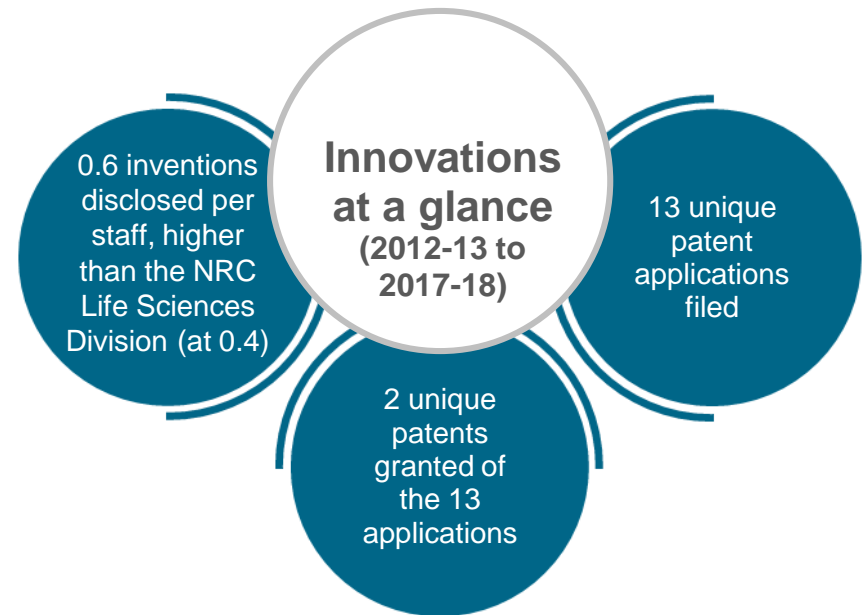 Innovations
at a glance
(2012-13 to
2017-18)
0.6 inventions
disclosed per
staff, higher
than the NRC
Life Sciences
Division (at 0.4)
13 unique
patent
applications
filed
2 unique
patents
granted of
the 13
applications